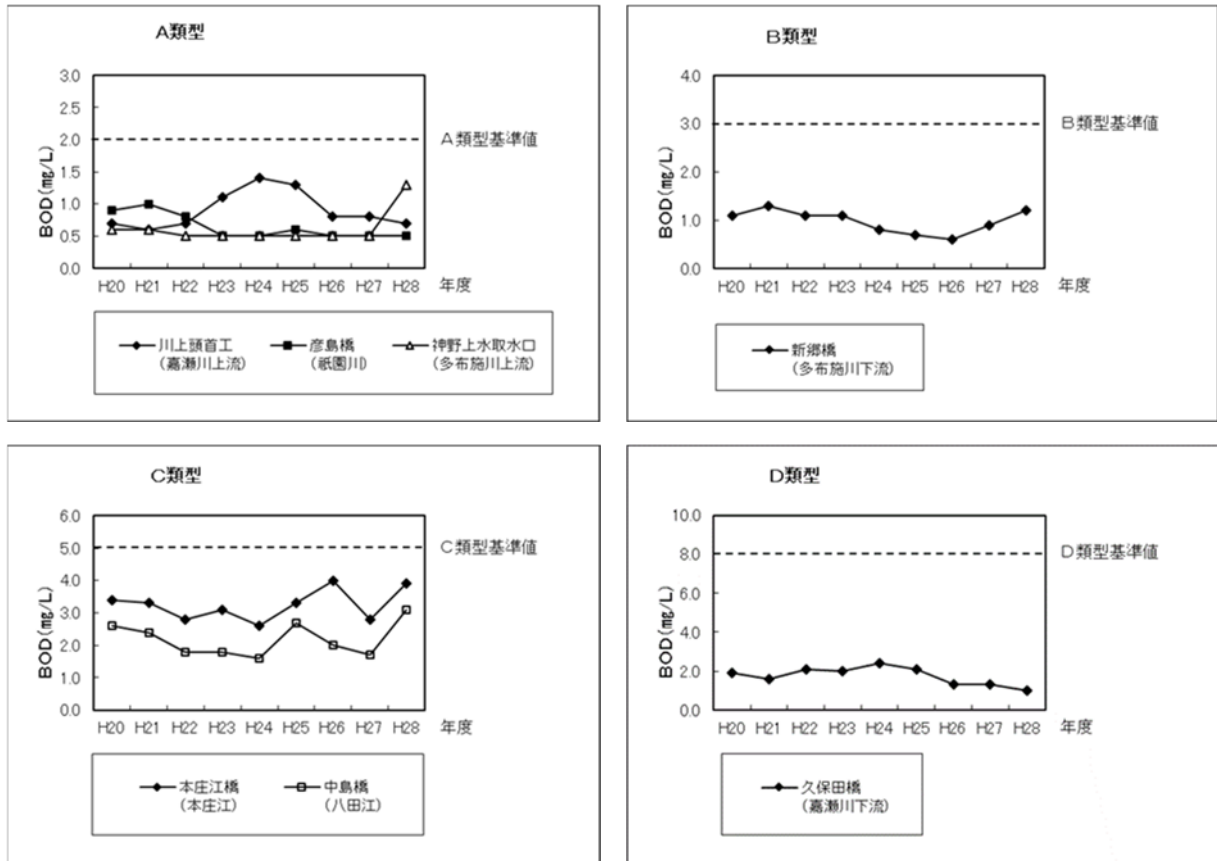 A類型
3.0
2.5
2.0
1.5
1.0
0.5
0.0
BOD(㎎/L)
A類型基準値
H20 H21 H22 H23 H24 H25 H26 H27 H28 年度
川上頭首工 彦島橋 神野上水取水口
(嘉瀬川上流) (祇園川) (多布施川上流)
B類型
4.0
3.0
2.0
1.0
0.0
BOD(㎎/L)
B類型基準値
H20 H21 H22 H23 H24 H25 H26 H27 H28 年度
新郷橋
(多布施川下流)
C類型
6.0
5.0
4.0
3.0
2.0
1.0
0.0
BOD(㎎/L)
C類型基準値
H20 H21 H22 H23 H24 H25 H26 H27 H28 年度
本庄江橋 中島橋
(本庄江) (八田江)
D類型
10.0
8.0
6.0
4.0
2.0
0.0
BOD(㎎/L)
D類型基準値
H20 H21 H22 H23 H24 H25 H26 H27 H28 年度
久保田橋
(嘉瀬川下流)